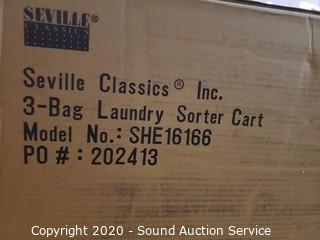 SEVILLE®
CLASSICS
Seville Classics® Inc.
3-Bag Laundry Sorter Cart
Model No.: SHE16166
PO # : 202413
Copyright 2020 - Sound Auction Service